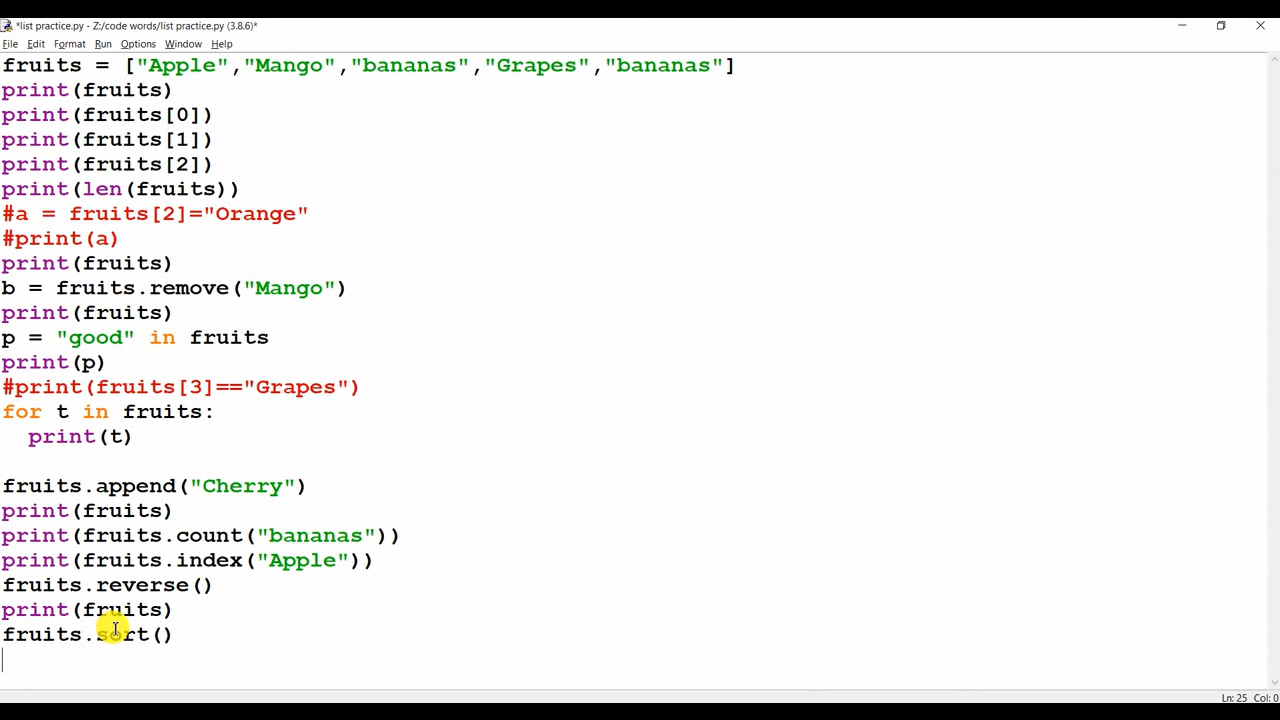 *list practice.py - Z:/code words/list practice.py (3.8.6)*
File Edit Format Run Options Window Help
fruits = ["Apple","Mango","bananas","Grapes","bananas"]
print(fruits)
print(fruits[0])
print(fruits[1])
print(fruits[2])
print(len(fruits))
#a = fruits[2]="Orange"
#print(a)
print(fruits)
b = fruits.remove("Mango")
print(fruits)
p = "good" in fruits
print(p)
#print(fruits[3]=="Grapes")
for t in fruits:
  print(t)
fruits.append("Cherry")
print(fruits)
print(fruits.count("bananas"))
print(fruits.index("Apple"))
fruits.reverse()
print(fruits)
fruits.sort()
Ln: 25 Col: 0